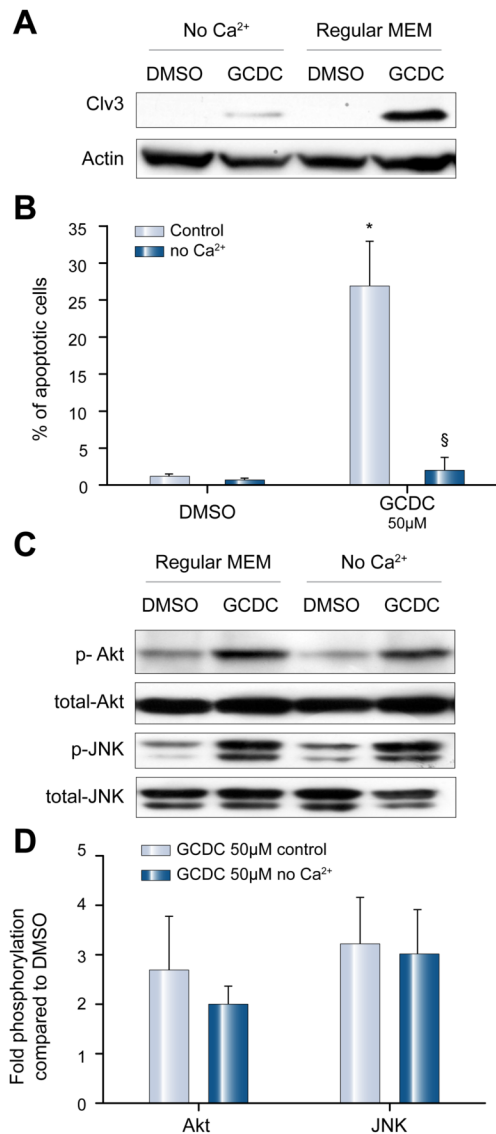 A
No Ca²⁺ Regular MEM
DMSO GCDC DMSO GCDC
Clv3
Actin
B
% of apoptotic cells
35
30
25
20
15
10
5
0
Control
no Ca²⁺
*
§
DMSO GCDC
50µM
C
Regular MEM No Ca²⁺
DMSO GCDC DMSO GCDC
p- Akt
total-Akt
p-JNK
total-JNK
D
Fold phosphorylation
compared to DMSO
5
4
3
2
1
0
GCDC 50µM control
GCDC 50µM no Ca²⁺
Akt JNK